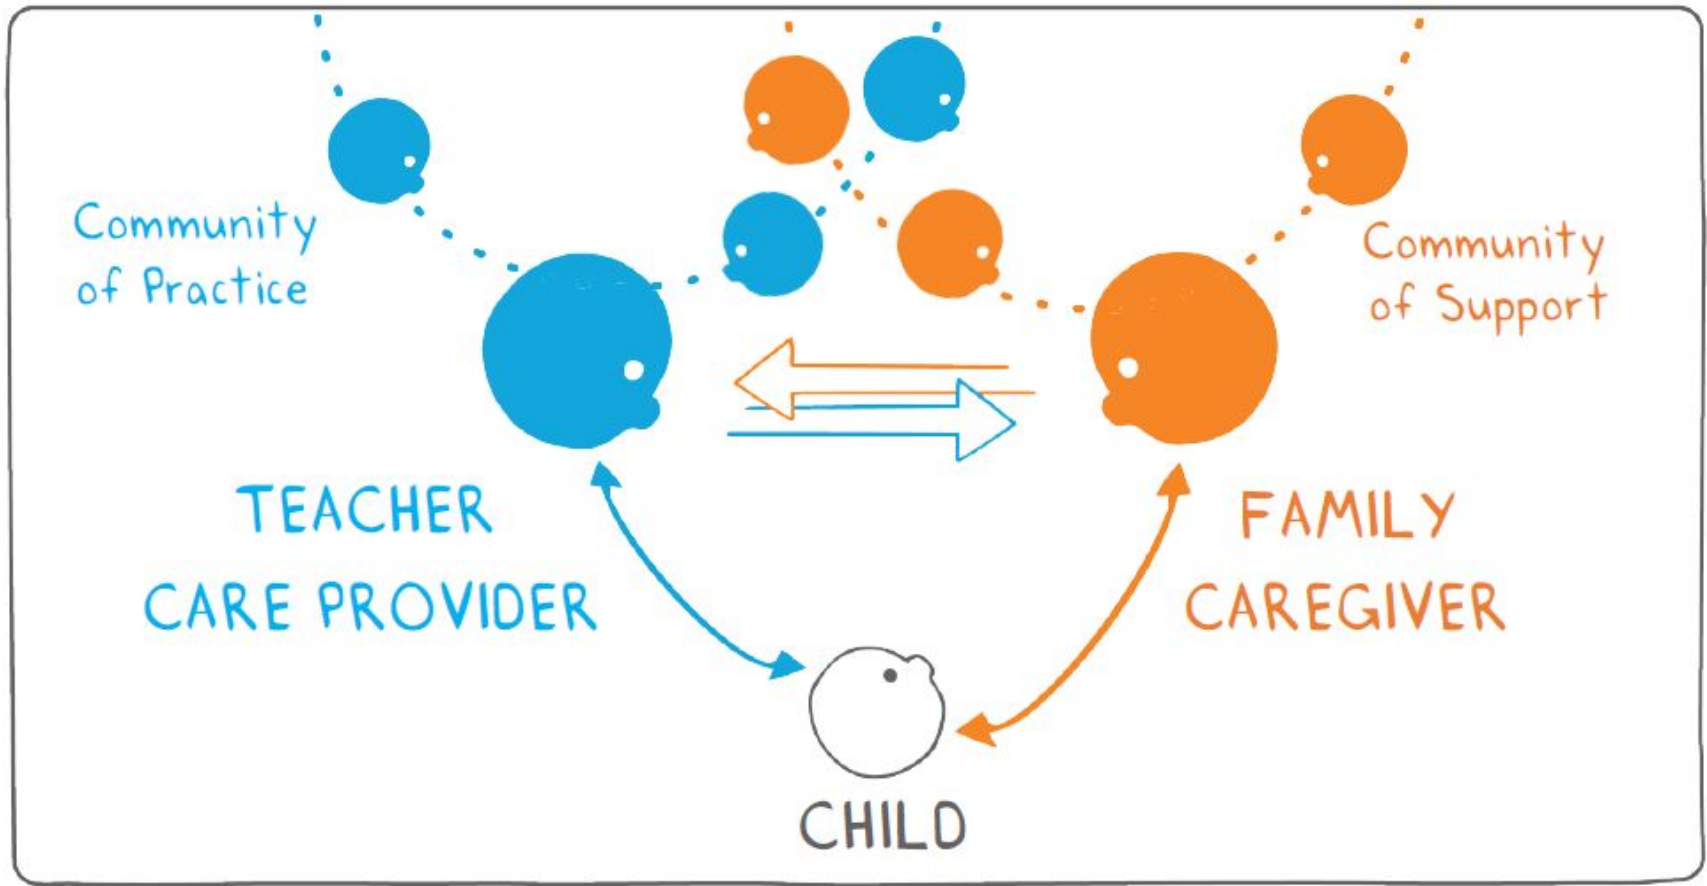 Community
of Practice
Community
of Support
TEACHER
CARE PROVIDER
FAMILY
CAREGIVER
CHILD